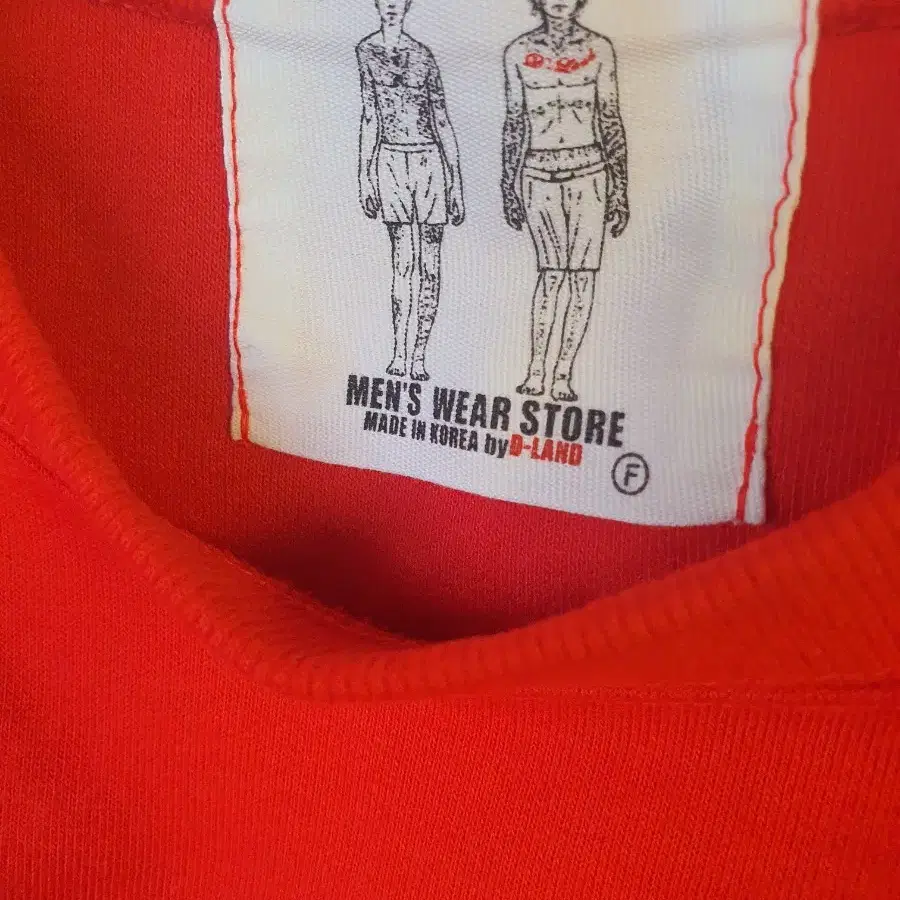 MEN'S WEAR STORE
MADE IN KOREA by D-LAND
F